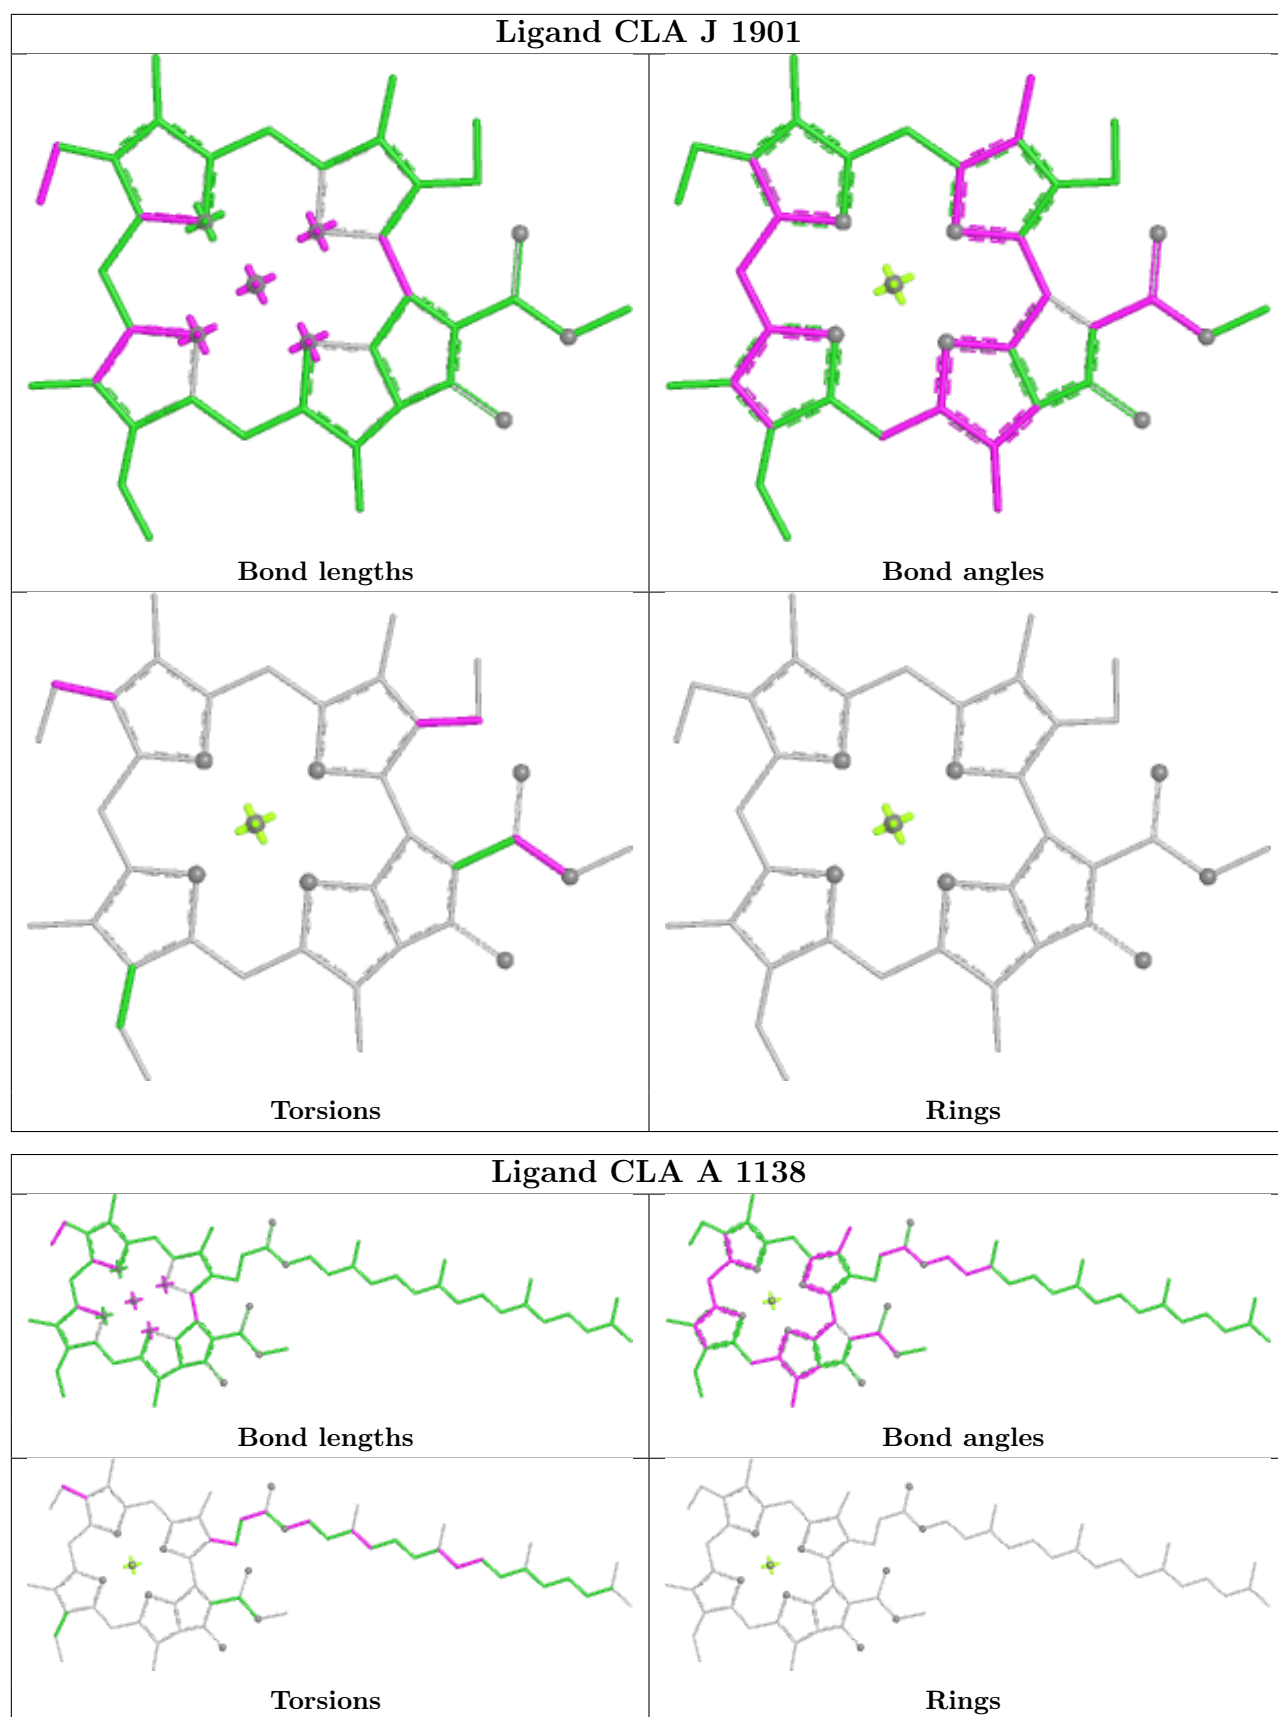 Ligand CLA J 1901
Bond lengths
Bond angles
Torsions
Rings
Ligand CLA A 1138
Bond lengths
Bond angles
Torsions
Rings